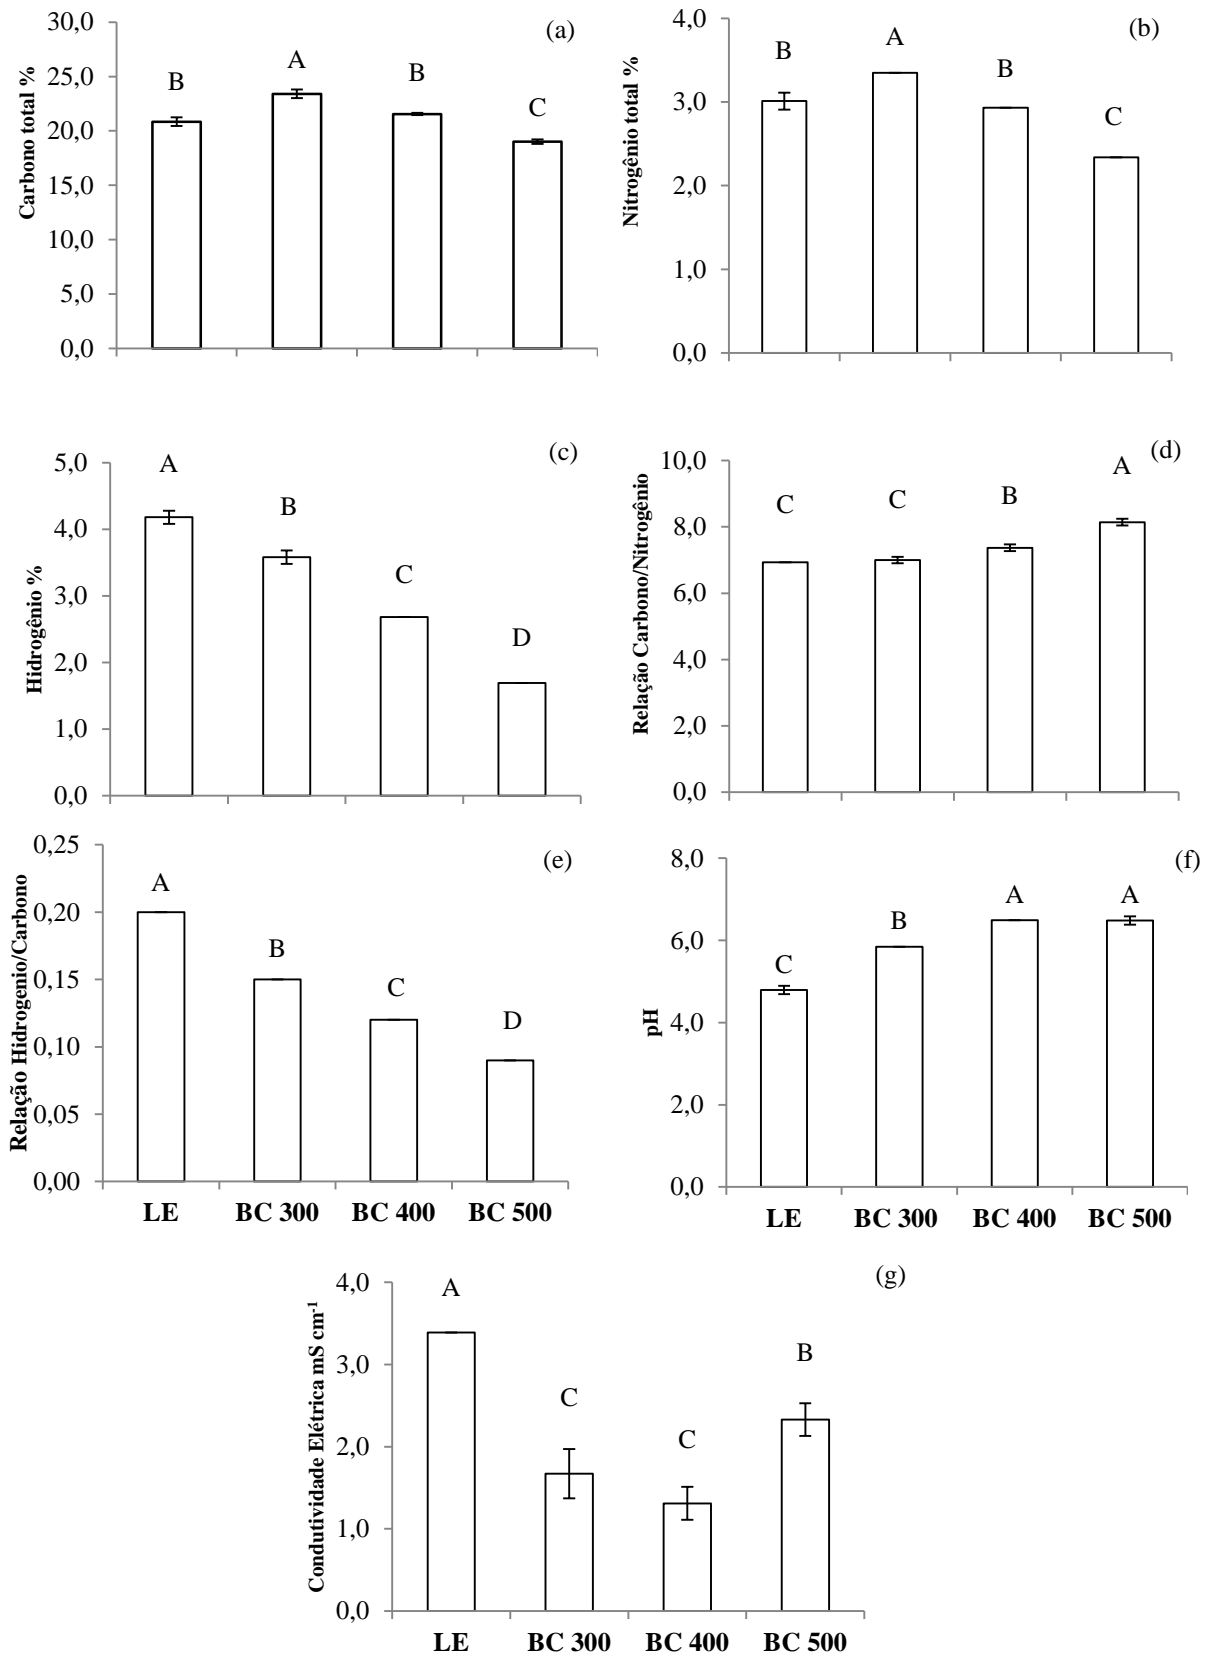 (a)
Carbono total %
30,0
25,0
20,0
15,0
10,0
5,0
0,0
B
A
B
C
(b)
Nitrogênio total %
4,0
3,0
2,0
1,0
0,0
B
A
B
C
(c)
Hidrogênio %
5,0
4,0
3,0
2,0
1,0
0,0
A
B
C
D
(d)
Relação Carbono/Nitrogênio
10,0
8,0
6,0
4,0
2,0
0,0
C
C
B
A
(e)
Relação Hidrogenio/Carbono
0,25
0,20
0,15
0,10
0,05
0,00
A
B
C
D
LE BC 300 BC 400 BC 500
(f)
pH
8,0
6,0
4,0
2,0
0,0
C
B
A
A
LE BC 300 BC 400 BC 500
(g)
Condutividade Elétrica mS cm-1
4,0
3,0
2,0
1,0
0,0
A
C
C
B
LE BC 300 BC 400 BC 500